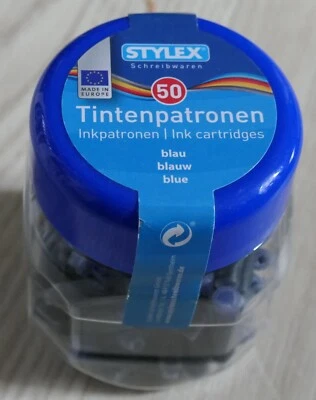 STYLEX®
Schreibwaren
MADE IN
EUROPE
50
Tintenpatronen
Inkpatronen | Ink cartridges
blau
blauw
blue